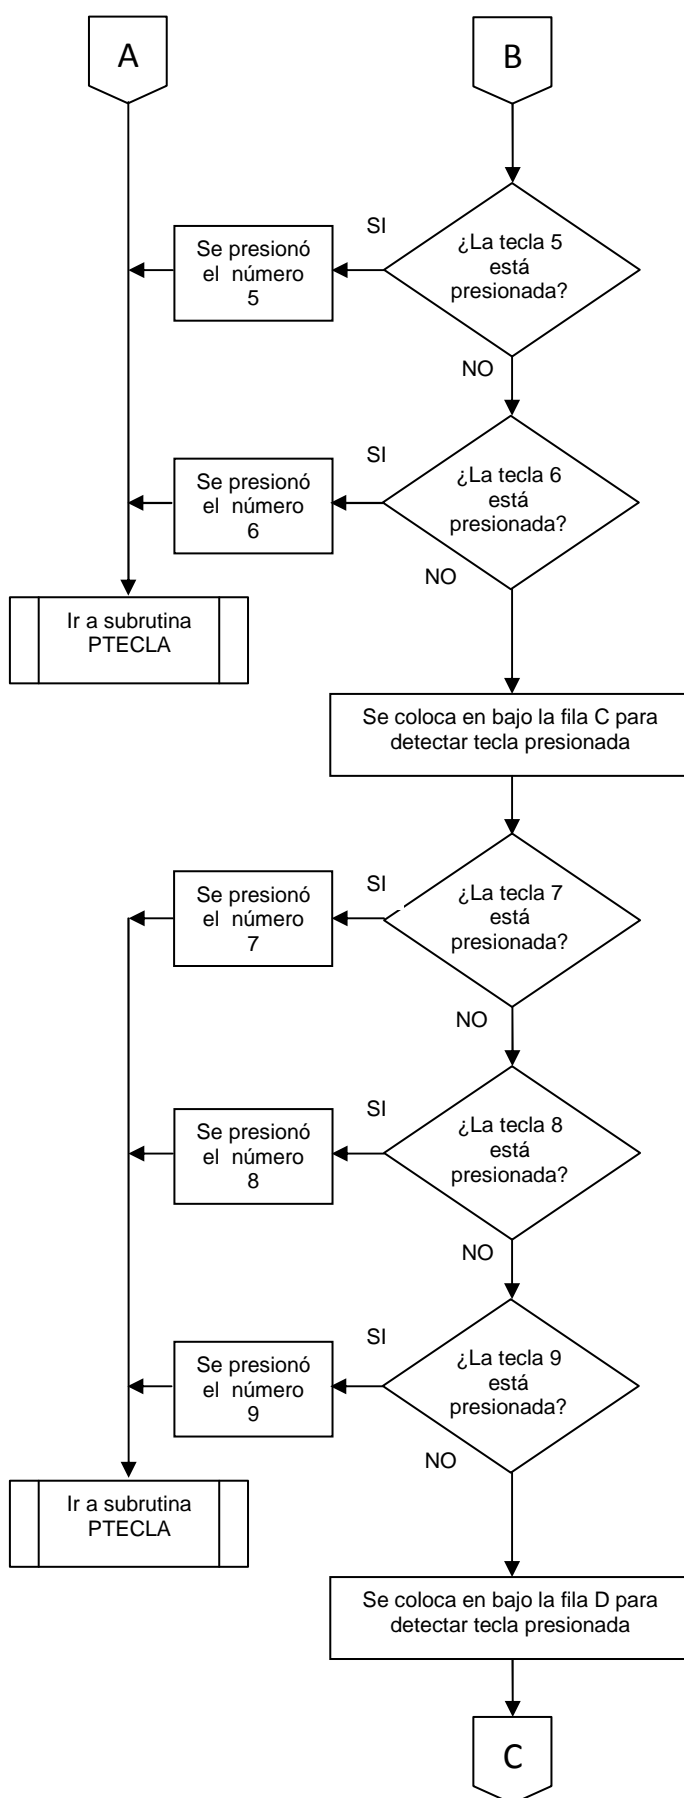 A
B
SI
¿La tecla 5
está
presionada?
Se presionó
el número
5
NO
SI
¿La tecla 6
está
presionada?
Se presionó
el número
6
NO
Ir a subrutina
PTECLA
Se coloca en bajo la fila C para
detectar tecla presionada
SI
¿La tecla 7
está
presionada?
Se presionó
el número
7
NO
SI
¿La tecla 8
está
presionada?
Se presionó
el número
8
NO
SI
¿La tecla 9
está
presionada?
Se presionó
el número
9
NO
Ir a subrutina
PTECLA
Se coloca en bajo la fila D para
detectar tecla presionada
C